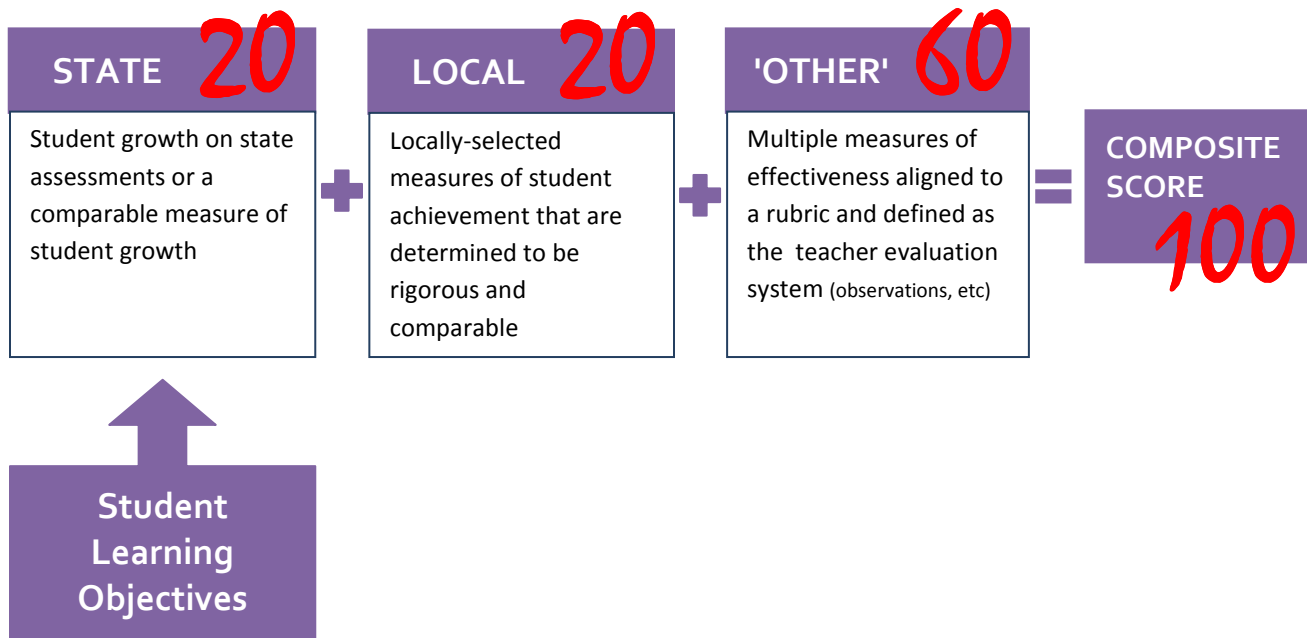 STATE 20
Student growth on state
assessments or a
comparable measure of
student growth
LOCAL 20
Locally-selected
measures of student
achievement that are
determined to be
rigorous and
comparable
'OTHER' 60
Multiple measures of
effectiveness aligned to
a rubric and defined as
the teacher evaluation
system (observations, etc)
COMPOSITE
SCORE
100
Student
Learning
Objectives